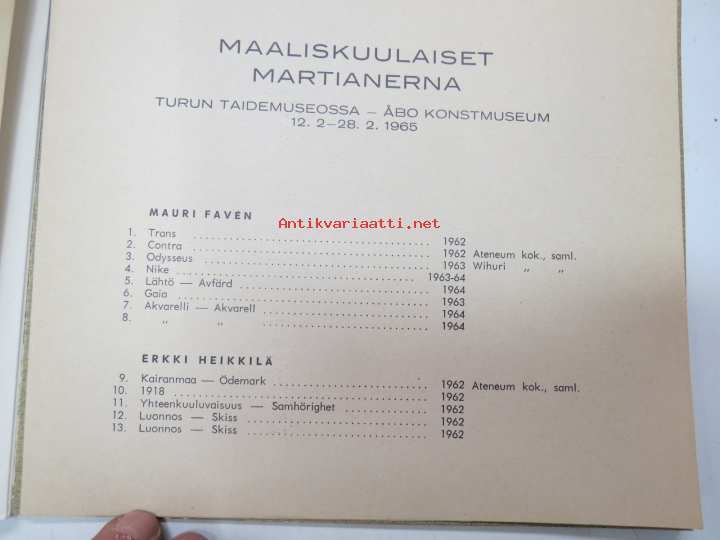 MAALISKUULAISET
MARTIANERNA
TURUN TAIDEMUSEOSSA – ÅBO KONSTMUSEUM
12. 2–28. 2. 1965
MAURI FAVÉN
Antikvariaatti.net
1. Trans 1962
2. Contra 1962 Ateneum kok., saml.
3. Odysseus 1963 Wihuri „ „
4. Nike 1963-64
5. Lähtö — Avfärd 1964
6. Gaia 1963
7. Akvarelli — Akvarell 1964
8. „ „ 1964
ERKKI HEIKKILÄ
9. Kairanmaa — Ödemark 1962 Ateneum kok., saml.
10. 1918 1962
11. Yhteenkuuluvaisuus — Samhörighet 1962
12. Luonnos — Skiss 1962
13. Luonnos — Skiss 1962